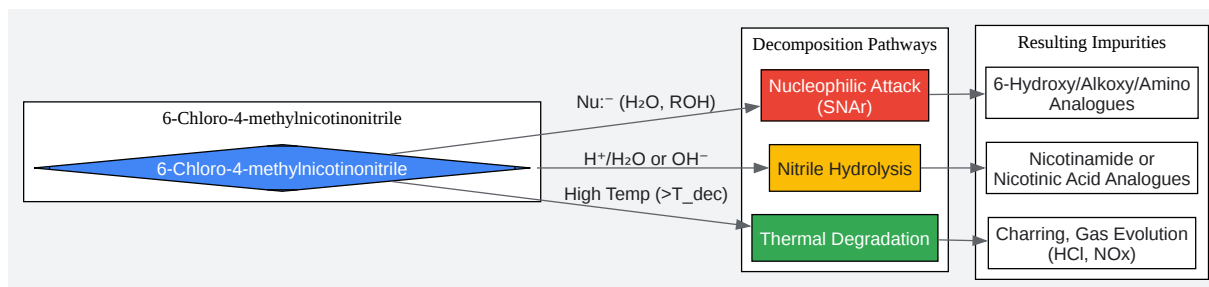 6-Chloro-4-methylnicotinonitrile
6-Chloro-4-methylnicotinonitrile
Nu:⁻ (H₂O, ROH)
H⁺/H₂O or OH⁻
High Temp (>T_dec)
Decomposition Pathways
Nucleophilic Attack
(SNAr)
Nitrile Hydrolysis
Thermal Degradation
Resulting Impurities
6-Hydroxy/Alkoxy/Amino
Analogues
Nicotinamide or
Nicotinic Acid Analogues
Charring, Gas Evolution
(HCl, NOx)